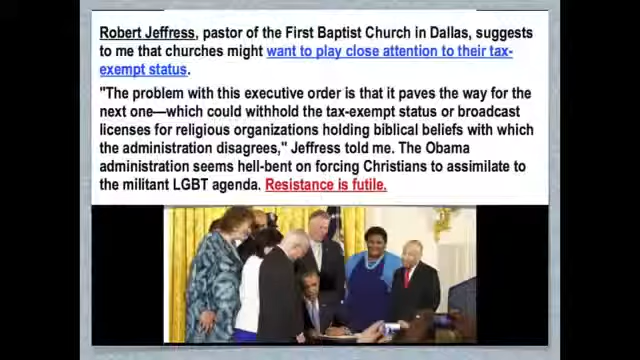 Robert Jeffress, pastor of the First Baptist Church in Dallas, suggests
to me that churches might want to play close attention to their tax-
exempt status.
"The problem with this executive order is that it paves the way for the
next one—which could withhold the tax-exempt status or broadcast
licenses for religious organizations holding biblical beliefs with which
the administration disagrees," Jeffress told me. The Obama
administration seems hell-bent on forcing Christians to assimilate to
the militant LGBT agenda. Resistance is futile.